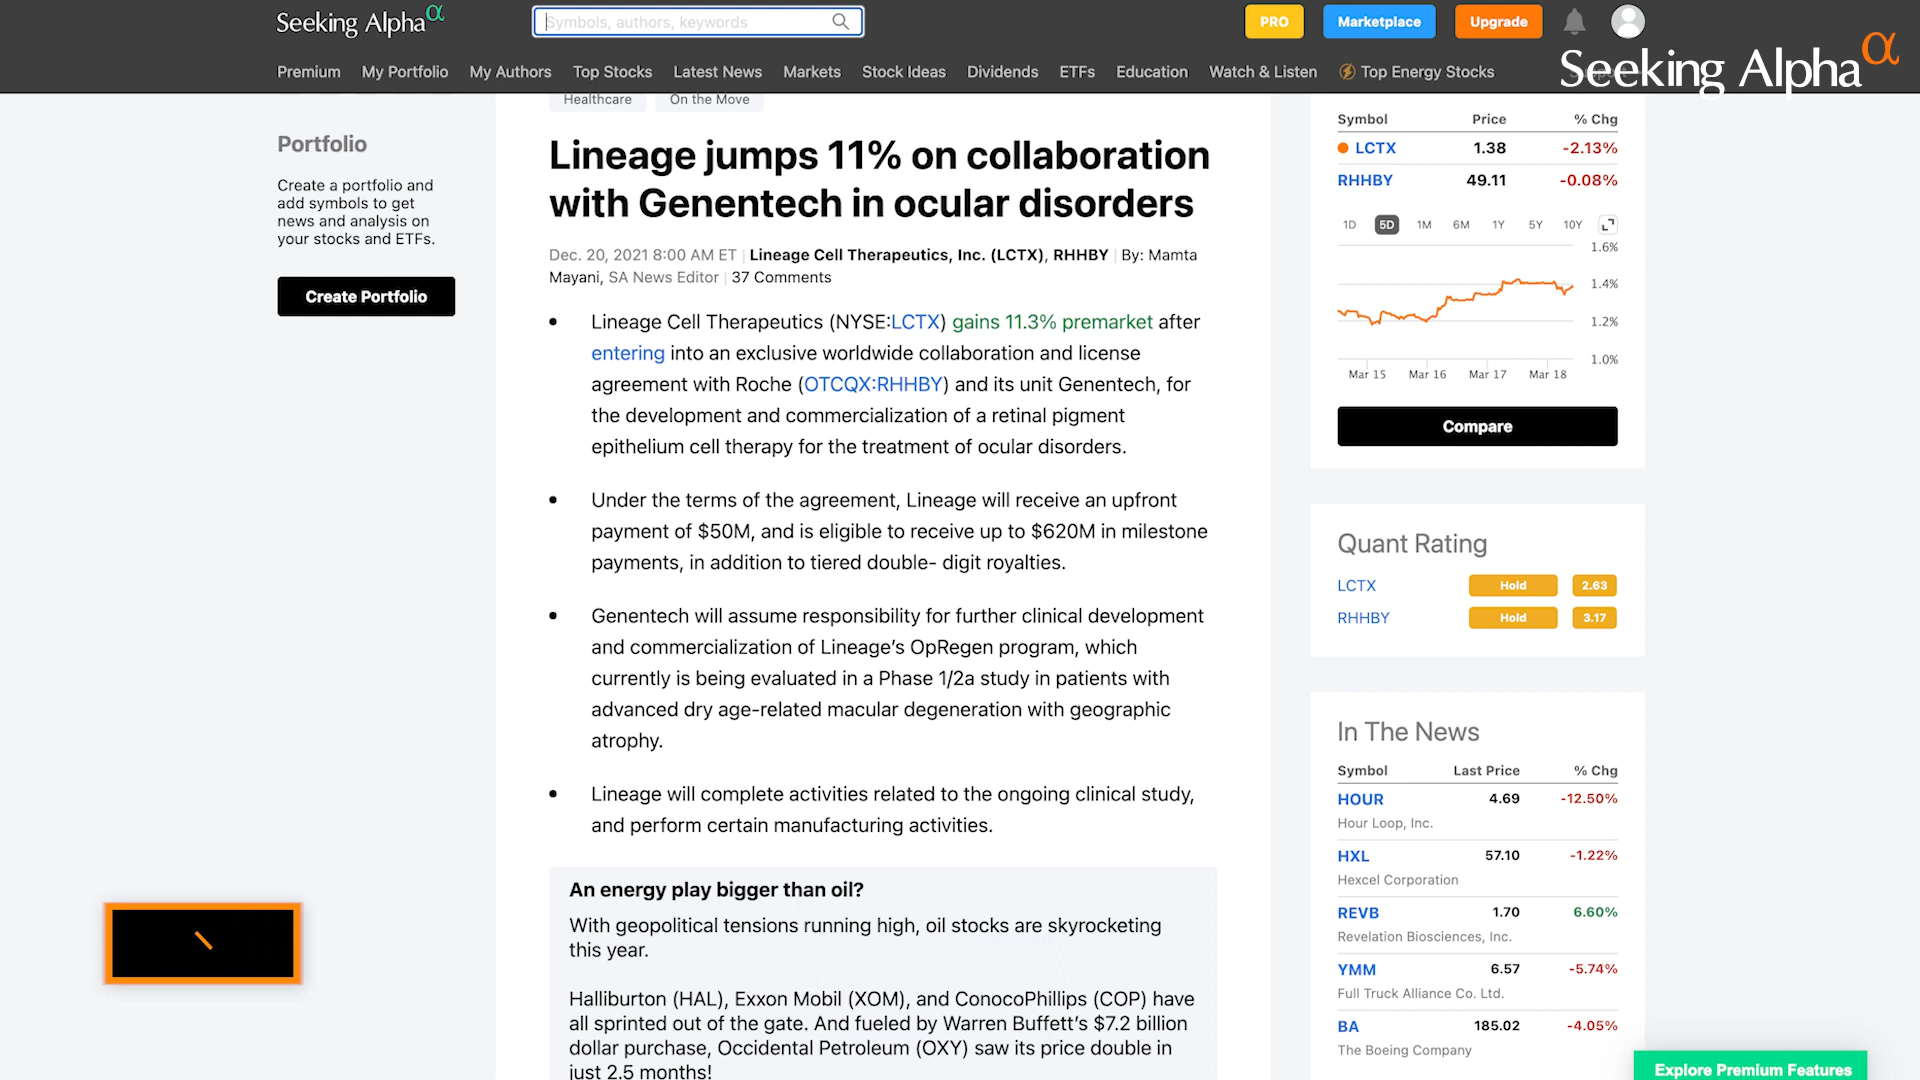 Seeking Alpha α
Symbols, authors, keywords
PRO
Marketplace
Upgrade
Premium
My Portfolio
My Authors
Top Stocks
Latest News
Markets
Stock Ideas
Dividends
ETFs
Education
Watch & Listen
Top Energy Stocks
Seeking Alpha α
Healthcare
On the Move
Portfolio
Create a portfolio and
add symbols to get
news and analysis on
your stocks and ETFs.
Create Portfolio
Lineage jumps 11% on collaboration
with Genentech in ocular disorders
Dec. 20, 2021 8:00 AM ET | Lineage Cell Therapeutics, Inc. (LCTX), RHHBY | By: Mamta
Mayani, SA News Editor | 37 Comments
• Lineage Cell Therapeutics (NYSE:LCTX) gains 11.3% premarket after
entering into an exclusive worldwide collaboration and license
agreement with Roche (OTCQX:RHHBY) and its unit Genentech, for
the development and commercialization of a retinal pigment
epithelium cell therapy for the treatment of ocular disorders.
• Under the terms of the agreement, Lineage will receive an upfront
payment of $50M, and is eligible to receive up to $620M in milestone
payments, in addition to tiered double- digit royalties.
• Genentech will assume responsibility for further clinical development
and commercialization of Lineage's OpRegen program, which
currently is being evaluated in a Phase 1/2a study in patients with
advanced dry age-related macular degeneration with geographic
atrophy.
• Lineage will complete activities related to the ongoing clinical study,
and perform certain manufacturing activities.
An energy play bigger than oil?
With geopolitical tensions running high, oil stocks are skyrocketing
this year.
Halliburton (HAL), Exxon Mobil (XOM), and ConocoPhillips (COP) have
all sprinted out of the gate. And fueled by Warren Buffett's $7.2 billion
dollar purchase, Occidental Petroleum (OXY) saw its price double in
just 2.5 months!
Symbol Price % Chg
LCTX 1.38 -2.13%
RHHBY 49.11 -0.08%
1D 5D 1M 6M 1Y 5Y 10Y
1.6%
1.4%
1.2%
1.0%
Mar 15 Mar 16 Mar 17 Mar 18
Compare
Quant Rating
LCTX Hold 2.63
RHHBY Hold 3.17
In The News
Symbol Last Price % Chg
HOUR 4.69 -12.50%
Hour Loop, Inc.
HXL 57.10 -1.22%
Hexcel Corporation
REVB 1.70 6.60%
Revelation Biosciences, Inc.
YMM 6.57 -5.74%
Full Truck Alliance Co. Ltd.
BA 185.02 -4.05%
The Boeing Company
Explore Premium Features